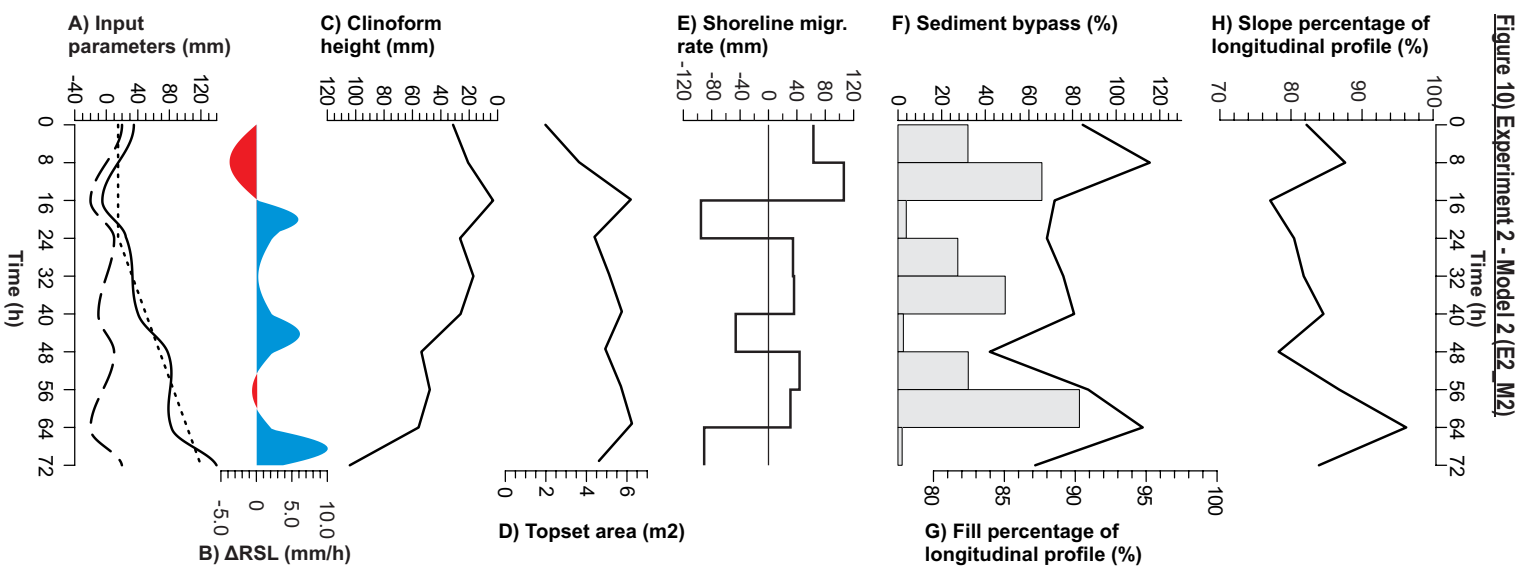 Figure 10) Experiment 2 - Model 2 (E2_M2)
A) Input
parameters (mm)
-40 0 40 80 120
C) Clinoform
height (mm)
120 100 80 60 40 20 0
E) Shoreline migr.
rate (mm)
-120 -80 -40 0 40 80 120
F) Sediment bypass (%)
0 20 40 60 80 100 120
H) Slope percentage of
longitudinal profile (%)
70 80 90 100
0 8 16 24 32 40 48 56 64 72
Time (h)
0 8 16 24 32 40 48 56 64 72
Time (h)
-5.0 0 5.0 10.0
B) ΔRSL (mm/h)
0 2 4 6
D) Topset area (m2)
80 85 90 95 100
G) Fill percentage of
longitudinal profile (%)